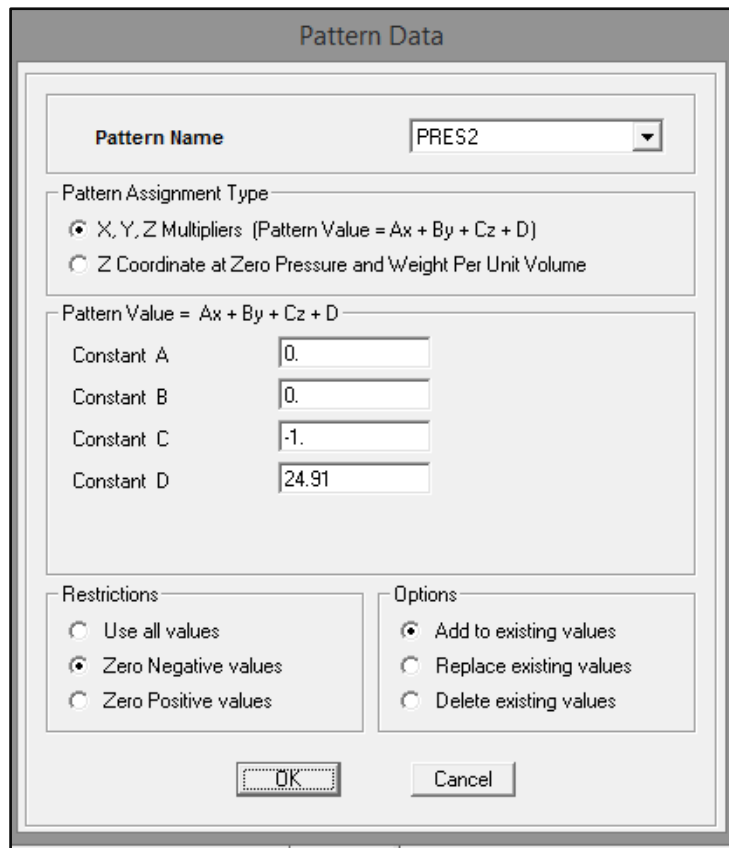 Pattern Data
Pattern Name PRES2
Pattern Assignment Type
X, Y, Z Multipliers (Pattern Value = Ax + By + Cz + D)
Z Coordinate at Zero Pressure and Weight Per Unit Volume
Pattern Value = Ax + By + Cz + D
Constant A 0.
Constant B 0.
Constant C -1.
Constant D 24.91
Restrictions
Use all values
Zero Negative values
Zero Positive values
Options
Add to existing values
Replace existing values
Delete existing values
OK Cancel